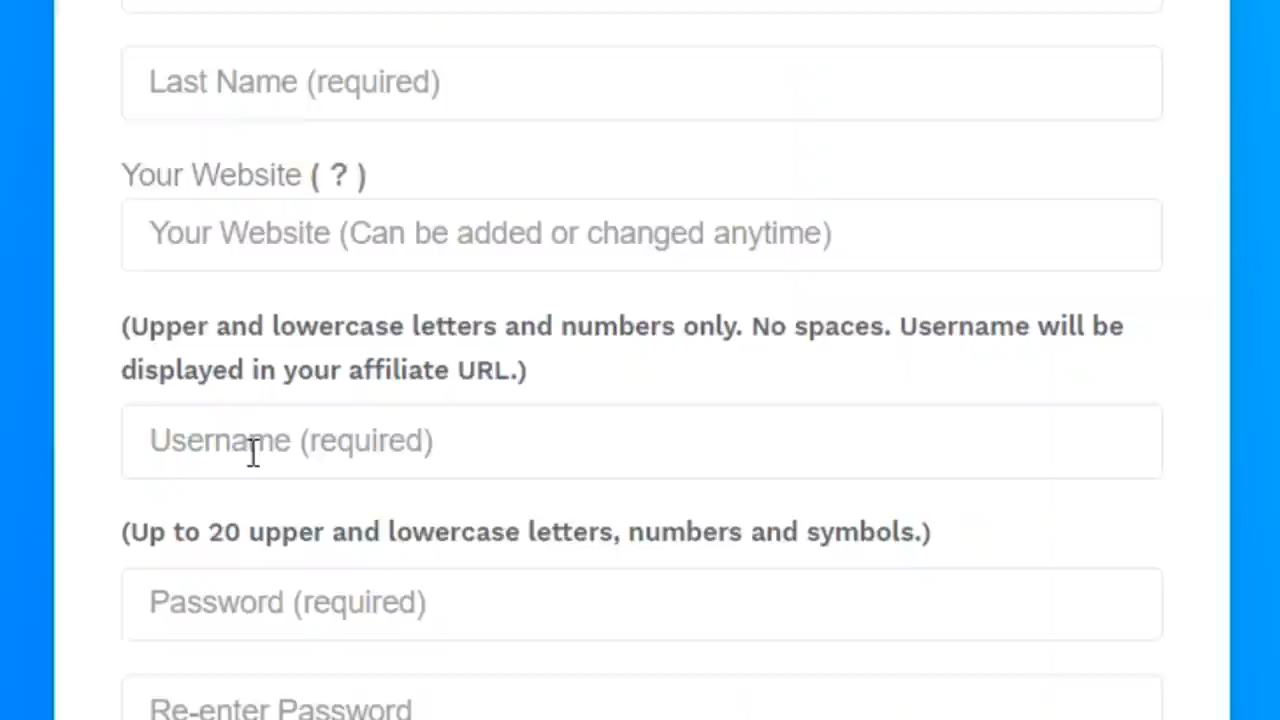 Last Name (required)
Your Website ( ? )
Your Website (Can be added or changed anytime)
(Upper and lowercase letters and numbers only. No spaces. Username will be
displayed in your affiliate URL.)
Username (required)
(Up to 20 upper and lowercase letters, numbers and symbols.)
Password (required)
Re-enter Password